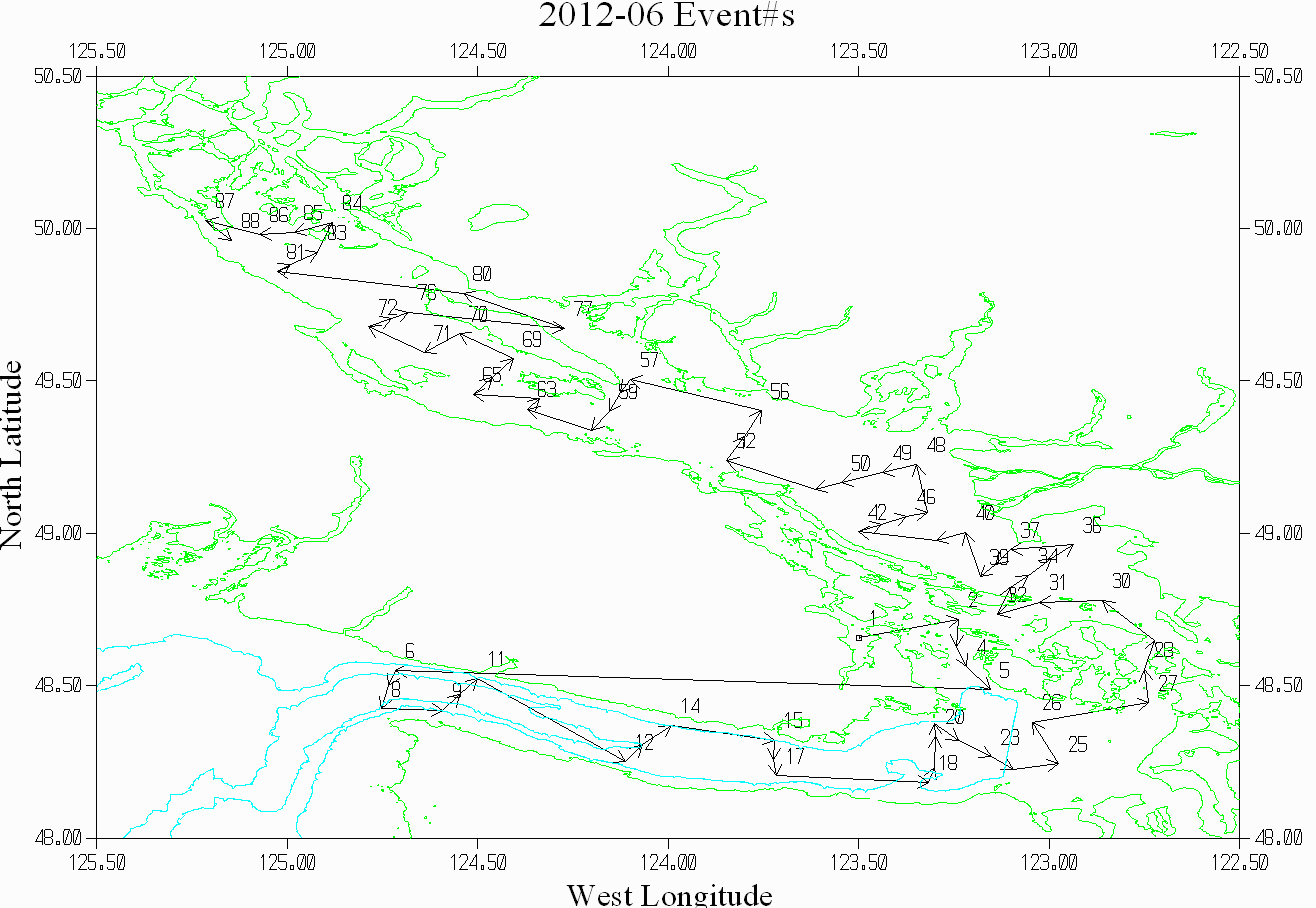 2012-06 Event#s
125.50 125.00 124.50 124.00 123.50 123.00 122.50
50.50 50.50
87 86 85 84
88 83
50.00 50.00
81
80
76
72 70 77
71 69
57
49.50 65 63 59 56 49.50
52
50 49 48
46
42 40
49.00 37 36 49.00
39 34
32 31 30
2
1
4
6 11 5 28
48.50 8 9 27 48.50
14 26
12 15 20
17 18 23 25
48.00 48.00
125.50 125.00 124.50 124.00 123.50 123.00 122.50
West Longitude
North Latitude